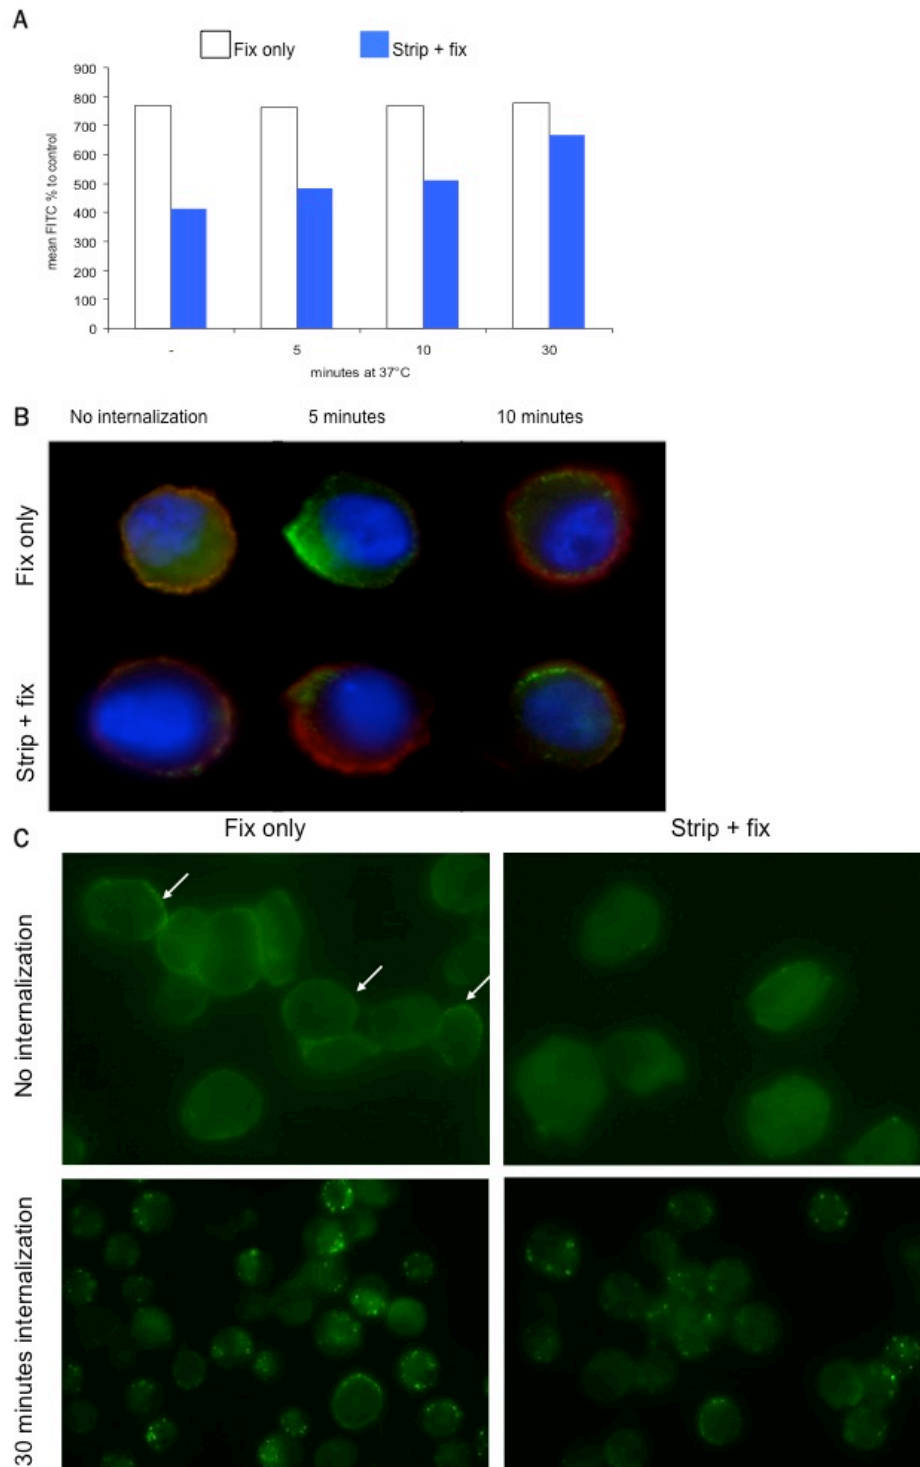 A
Fix only
Strip + fix
mean FITC % to control
900
800
700
600
500
400
300
200
100
0
- 5 10 30
minutes at 37°C
B
No internalization 5 minutes 10 minutes
Fix only
Strip + fix
C
Fix only Strip + fix
No internalization
30 minutes internalization